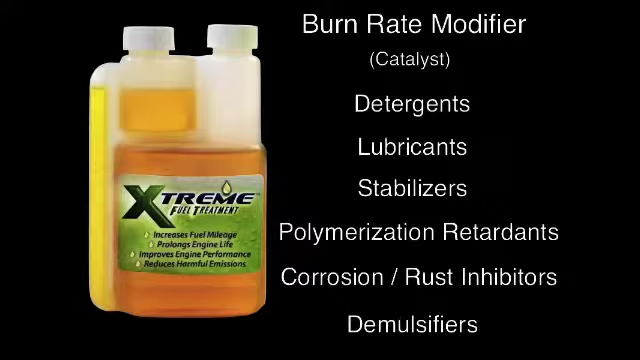 Burn Rate Modifier
(Catalyst)
Detergents
Lubricants
Stabilizers
Polymerization Retardants
Corrosion / Rust Inhibitors
Demulsifiers
XTREME
FUEL TREATMENT
Increases Fuel Mileage
Prolongs Engine Life
Improves Engine Performance
Reduces Harmful Emissions